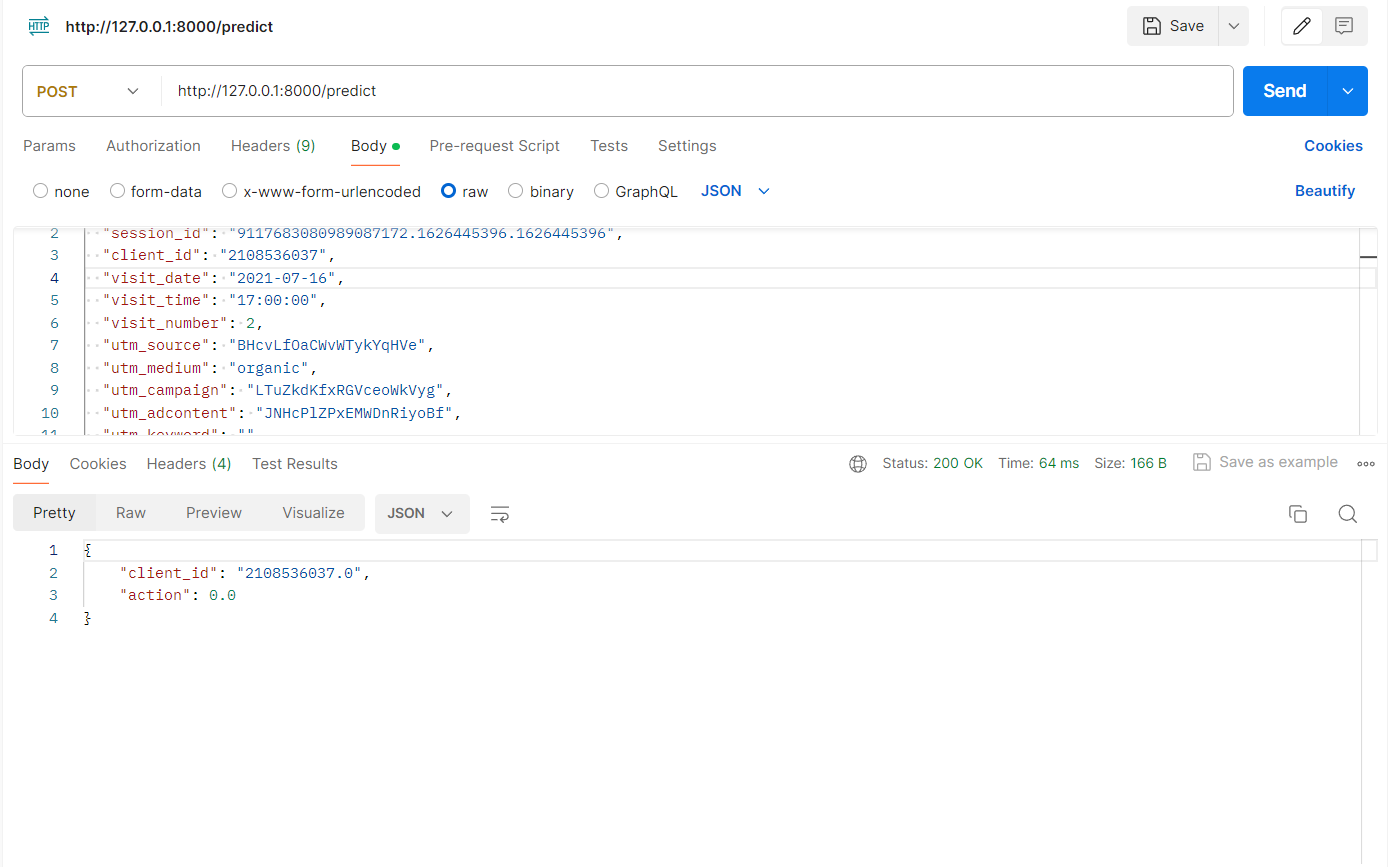 HTTP http://127.0.0.1:8000/predict Save
POST http://127.0.0.1:8000/predict Send
Params Authorization Headers (9) Body Pre-request Script Tests Settings Cookies
none form-data x-www-form-urlencoded raw binary GraphQL JSON Beautify
2 "session_id": "9117683080989087172.1626445396.1626445396",
3 "client_id": "2108536037",
4 "visit_date": "2021-07-16",
5 "visit_time": "17:00:00",
6 "visit_number": 2,
7 "utm_source": "BHcvLfOaCWvWTykYqHVe",
8 "utm_medium": "organic",
9 "utm_campaign": "LTuZkdKfxRGVceoWkVyg",
10 "utm_adcontent": "JNHcPlZPxEMWDnRiyoBf",
11 "utm_keyword": ""
Body Cookies Headers (4) Test Results Status: 200 OK Time: 64 ms Size: 166 B Save as example
Pretty Raw Preview Visualize JSON
1 {
2 "client_id": "2108536037.0",
3 "action": 0.0
4 }